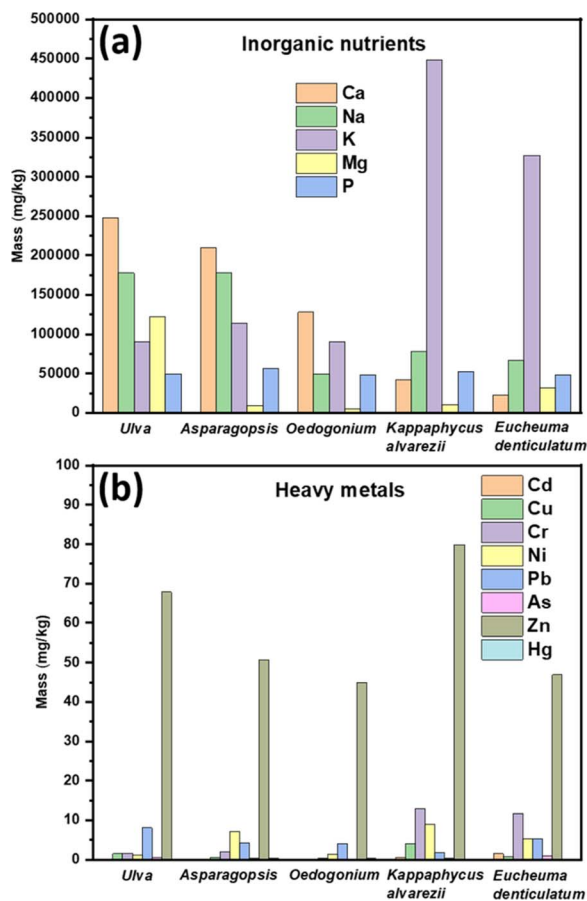 (a)
Inorganic nutrients
Ca
Na
K
Mg
P
Mass (mg/kg)
500000
450000
400000
350000
300000
250000
200000
150000
100000
50000
0
Ulva Asparagopsis Oedogonium Kappaphycus alvarezii Eucheuma denticulatum
(b)
Heavy metals
Cd
Cu
Cr
Ni
Pb
As
Zn
Hg
Mass (mg/kg)
100
90
80
70
60
50
40
30
20
10
0
Ulva Asparagopsis Oedogonium Kappaphycus alvarezii Eucheuma denticulatum